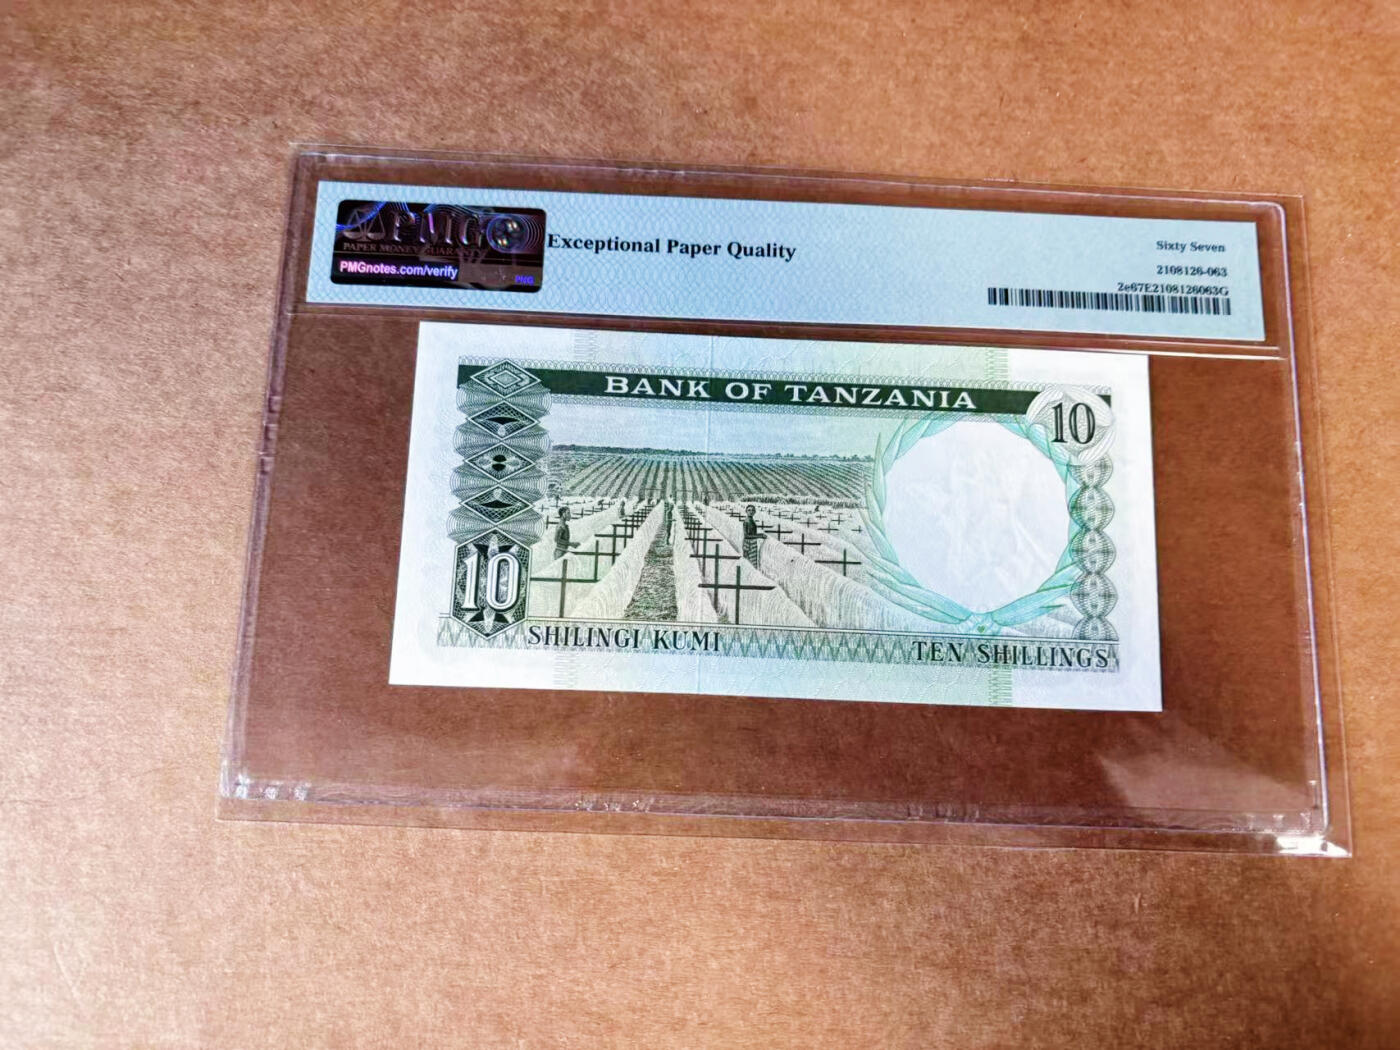 PMG
PAPER MONEY GUARANTY
PMGnotes.com/verify
PMG
Exceptional Paper Quality
Sixty Seven
2108126-063
2e67E2108126063G
BANK OF TANZANIA
10
10
SHILINGI KUMI
TEN SHILLINGS